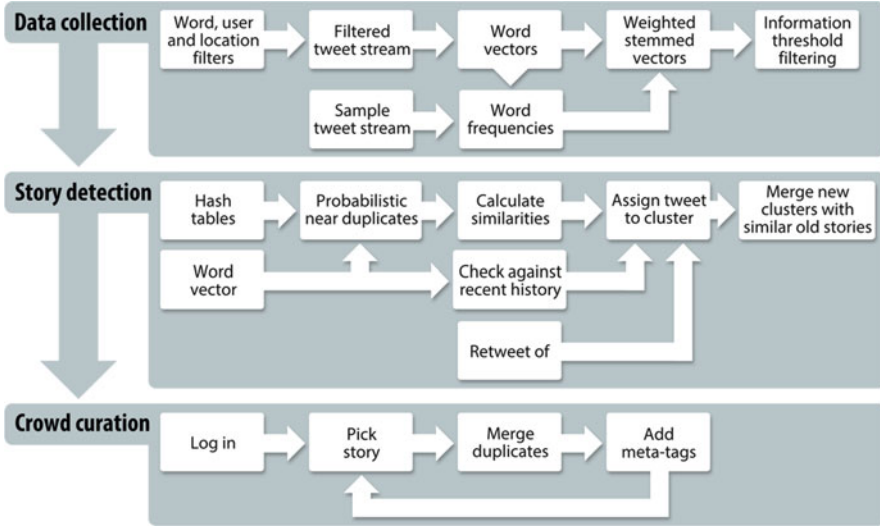 Data collection
Word, user
and location
filters
Filtered
tweet stream
Word
vectors
Weighted
stemmed
vectors
Information
threshold
filtering
Sample
tweet stream
Word
frequencies
Story detection
Hash
tables
Probabilistic
near duplicates
Calculate
similarities
Assign tweet
to cluster
Merge new
clusters with
similar old stories
Word
vector
Check against
recent history
Retweet of
Crowd curation
Log in
Pick
story
Merge
duplicates
Add
meta-tags